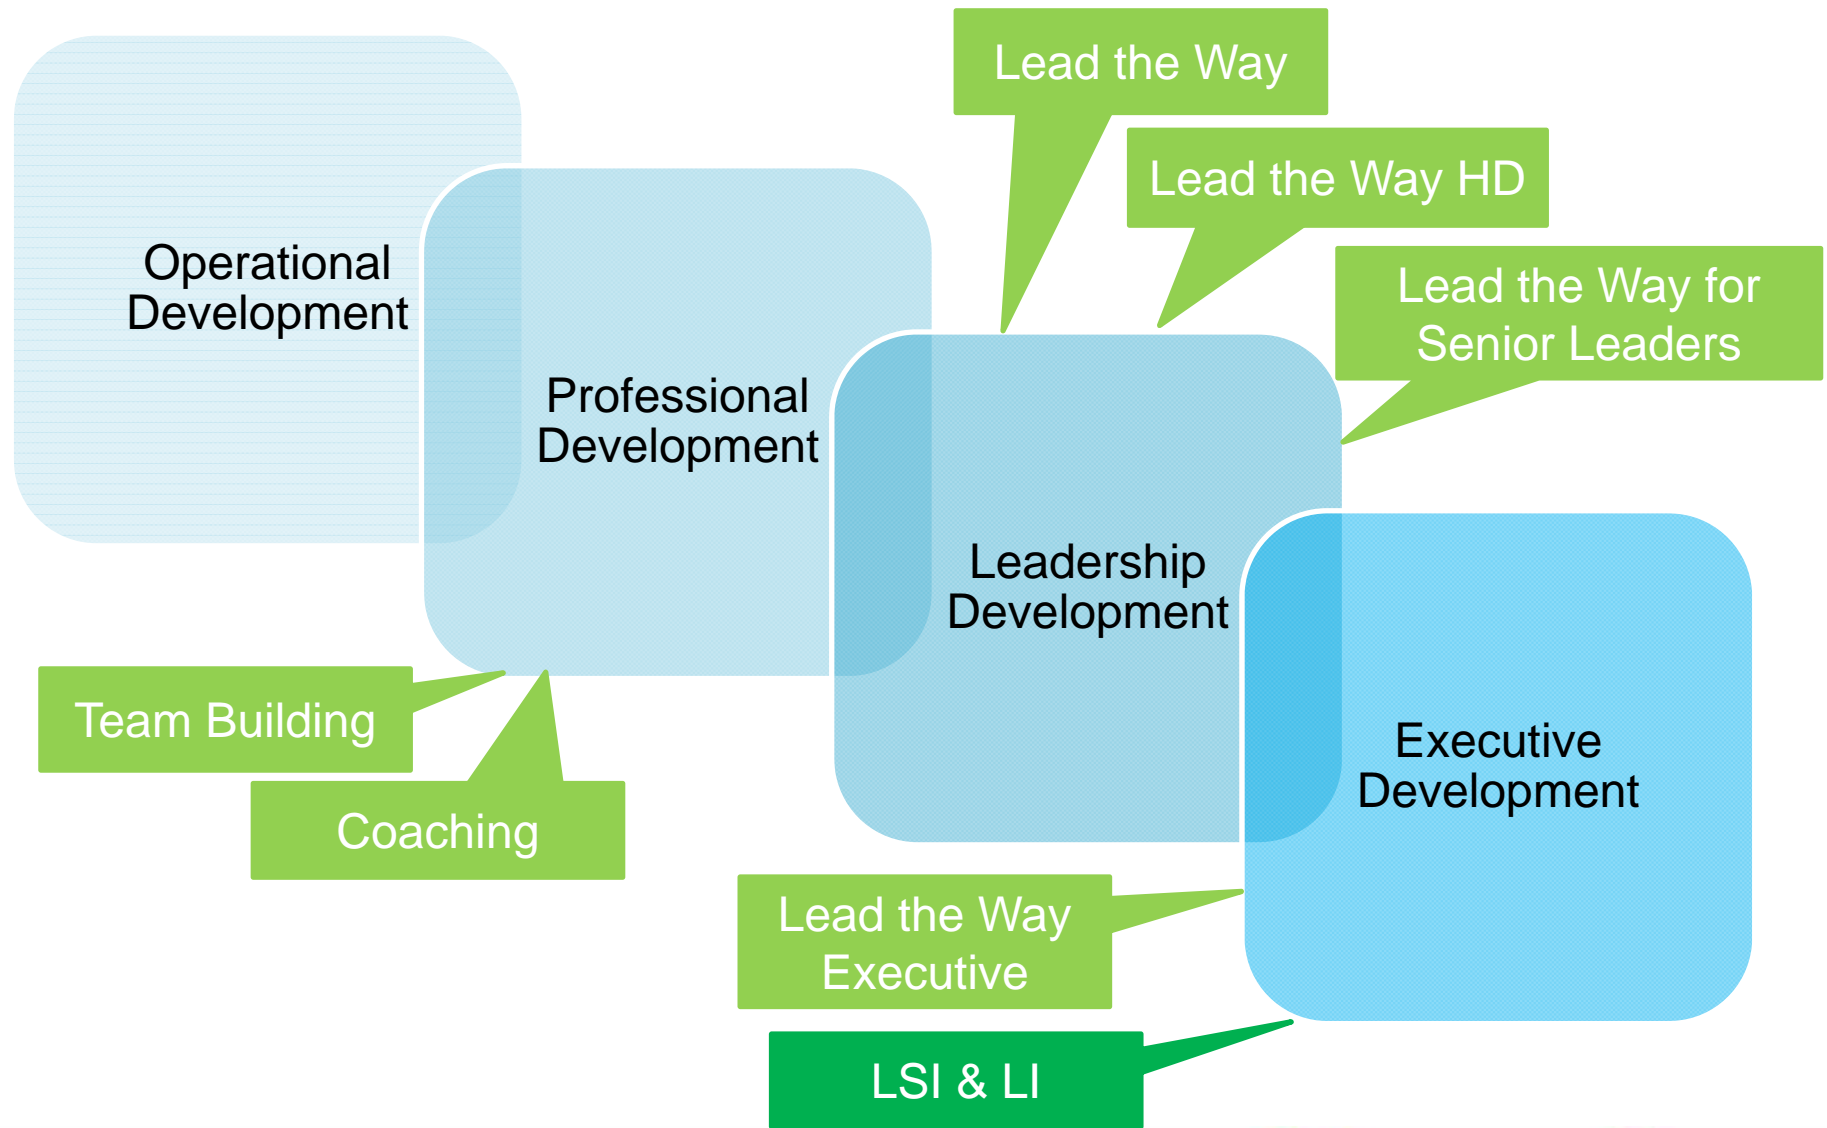 Lead the Way
Lead the Way HD
Operational
Development
Lead the Way for
Senior Leaders
Professional
Development
Leadership
Development
Team Building
Coaching
Executive
Development
Lead the Way
Executive
LSI & LI